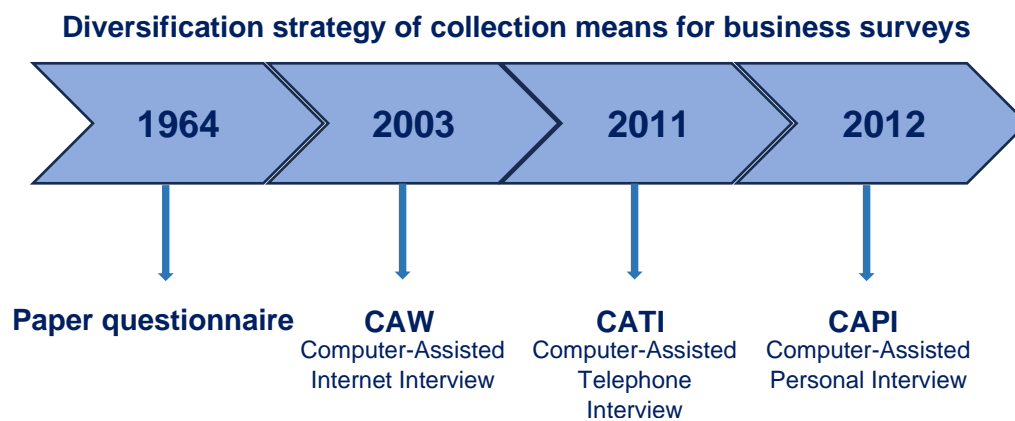 Diversification strategy of collection means for business surveys
1964
2003
2011
2012
Paper questionnaire
CAW
Computer-Assisted
Internet Interview
CATI
Computer-Assisted
Telephone
Interview
CAPI
Computer-Assisted
Personal Interview